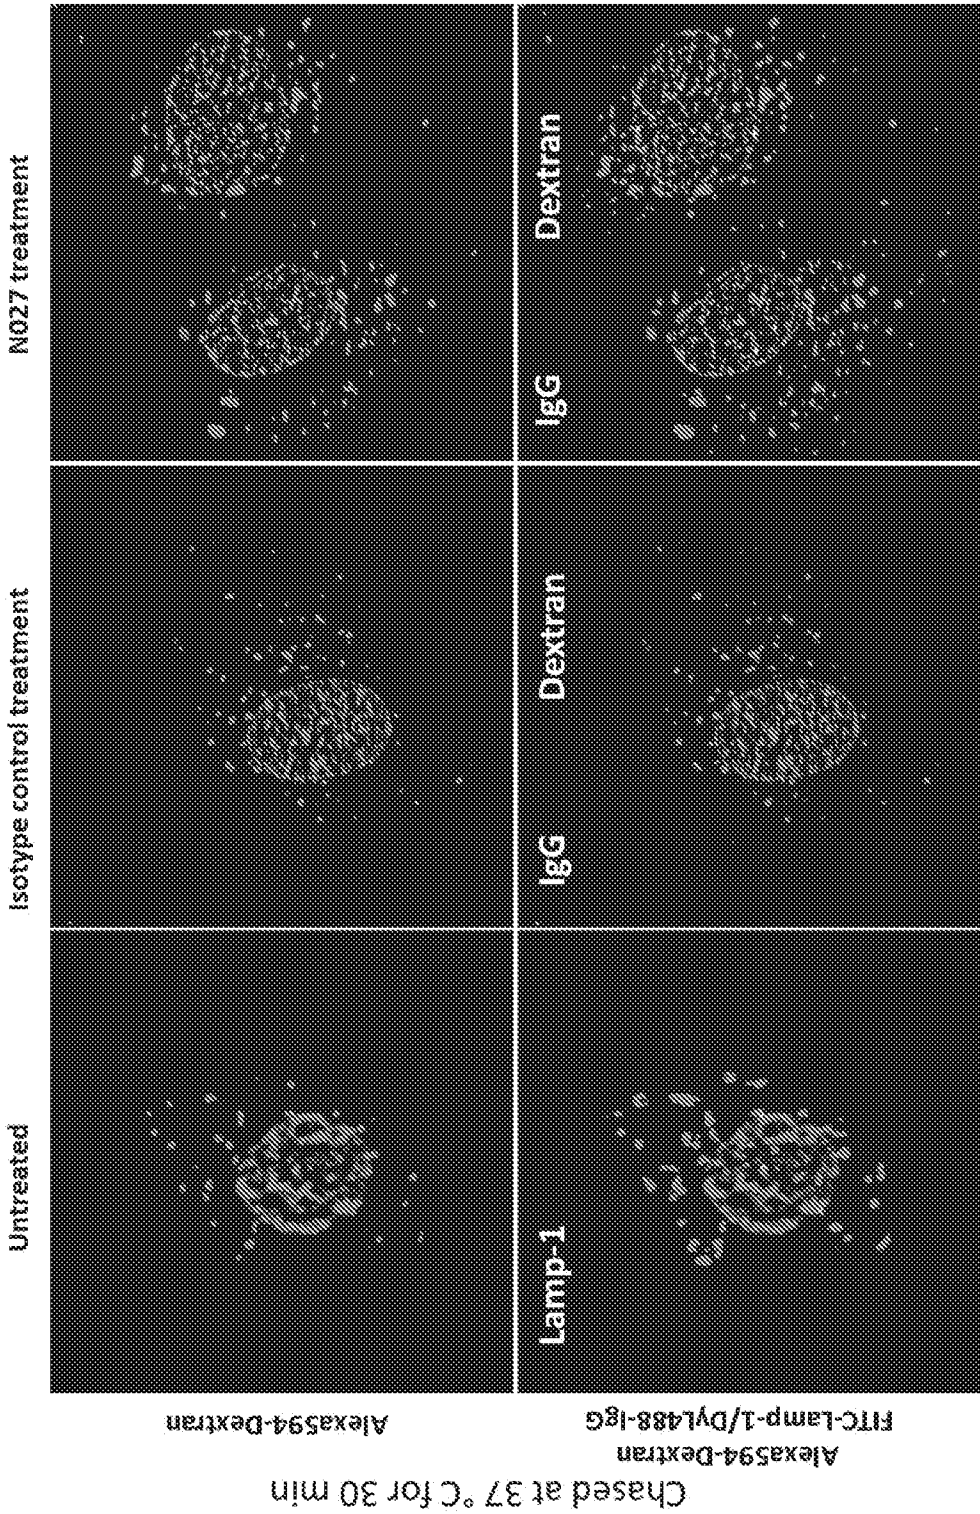 Untreated
Isotype control treatment
N027 treatment
Chased at 37 °C for 30 min
Alexa594-Dextran
Alexa594-Dextran
FITC-Lamp-1/DyL488-IgG
Lamp-1
IgG
Dextran
IgG
Dextran